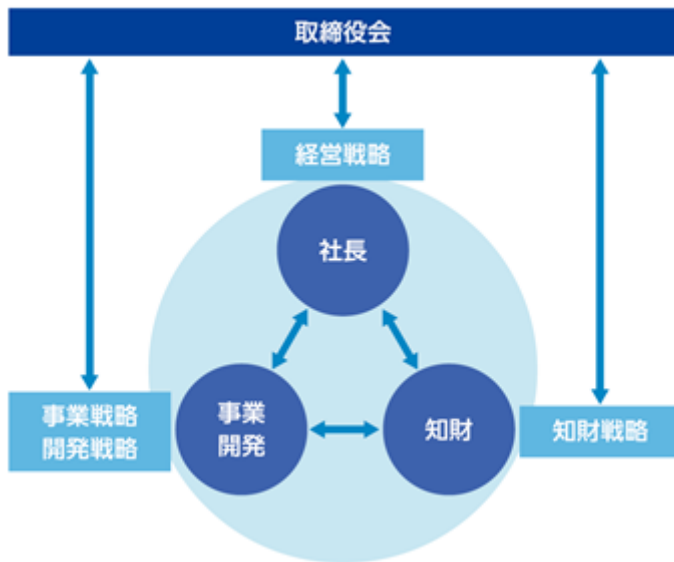 取締役会
経営戦略
社長
事業戦略
開発戦略
事業
開発
知財
知財戦略